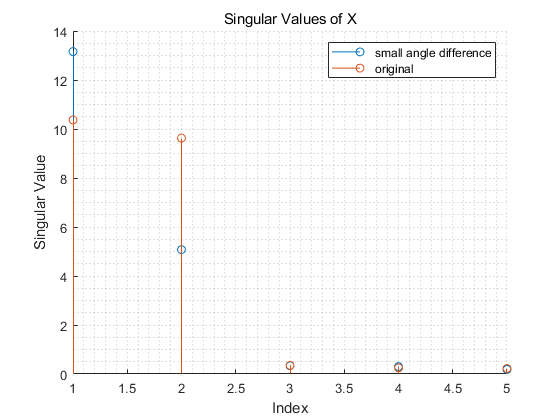 Singular Values of X
small angle difference
original
Singular Value
14
12
10
8
6
4
2
0
1 1.5 2 2.5 3 3.5 4 4.5 5
Index